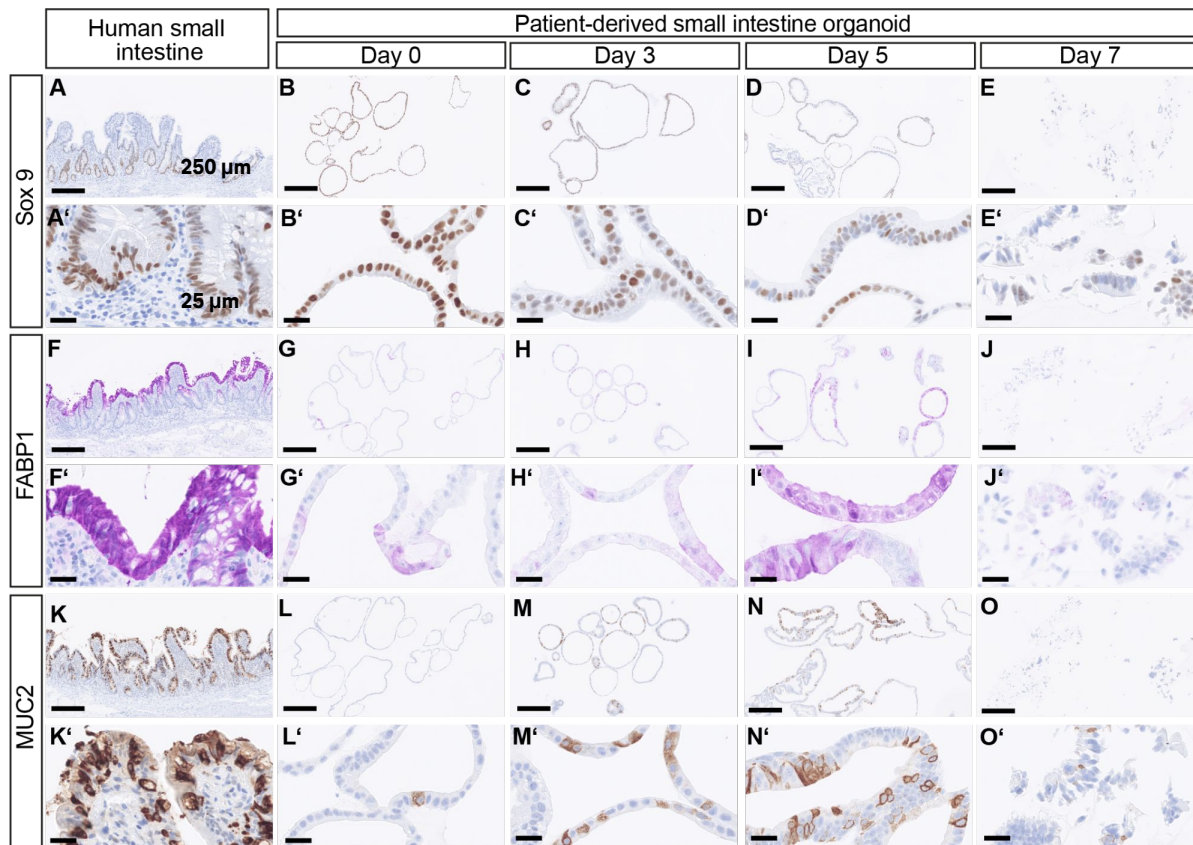 Human small
intestine
Patient-derived small intestine organoid
Day 0
Day 3
Day 5
Day 7
Sox 9
A
250 µm
B
C
D
E
A'
25 µm
B'
C'
D'
E'
FABP1
F
G
H
I
J
F'
G'
H'
I'
J'
MUC2
K
L
M
N
O
K'
L'
M'
N'
O'